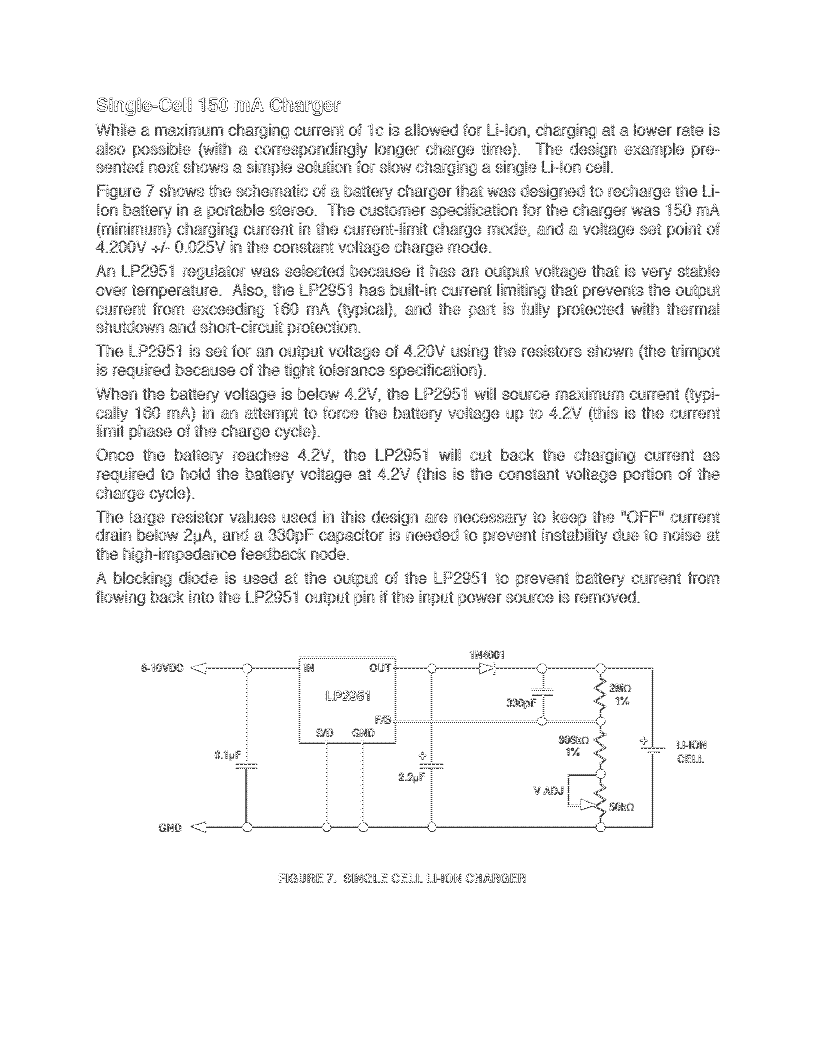 Single-Cell 150 mA Charger
While a maximum charging current of 1c is allowed for Li-Ion, charging at a lower rate is
also possible (with a correspondingly longer charge time). The design example pre-
sented next shows a simple solution for slow charging a single Li-Ion cell.
Figure 7 shows the schematic of a battery charger that was designed to recharge the Li-
Ion battery in a portable stereo. The customer specification for the charger was 150 mA
(minimum) charging current in the current-limit charge mode, and a voltage set point of
4.200V +/- 0.025V in the constant voltage charge mode.
An LP2951 regulator was selected because it has an output voltage that is very stable
over temperature. Also, the LP2951 has built-in current limiting that prevents the output
current from exceeding 160 mA (typical), and the part is fully protected with thermal
shutdown and short-circuit protection.
The LP2951 is set for an output voltage of 4.20V using the resistors shown (the trimpot
is required because of the tight tolerance specification).
When the battery voltage is below 4.2V, the LP2951 will source maximum current (typi-
cally 160 mA) in an attempt to force the battery voltage up to 4.2V (this is the current
limit phase of the charge cycle).
Once the battery reaches 4.2V, the LP2951 will cut back the charging current as
required to hold the battery voltage at 4.2V (this is the constant voltage portion of the
charge cycle).
The large resistor values used in this design are necessary to keep the "OFF" current
drain below 2µA, and a 330pF capacitor is needed to prevent instability due to noise at
the high-impedance feedback node.
A blocking diode is used at the output of the LP2951 to prevent battery current from
flowing back into the LP2951 output pin if the input power source is removed.
1N4001
6-10VDC
IN
OUT
LP2951
F/B
S/D
GND
330pF
2MΩ
1%
1%
0.1µF
+
2.2µF
V ADJ
50kΩ
+
LI-ION
CELL
GND
FIGURE 7. SINGLE CELL LI-ION CHARGER